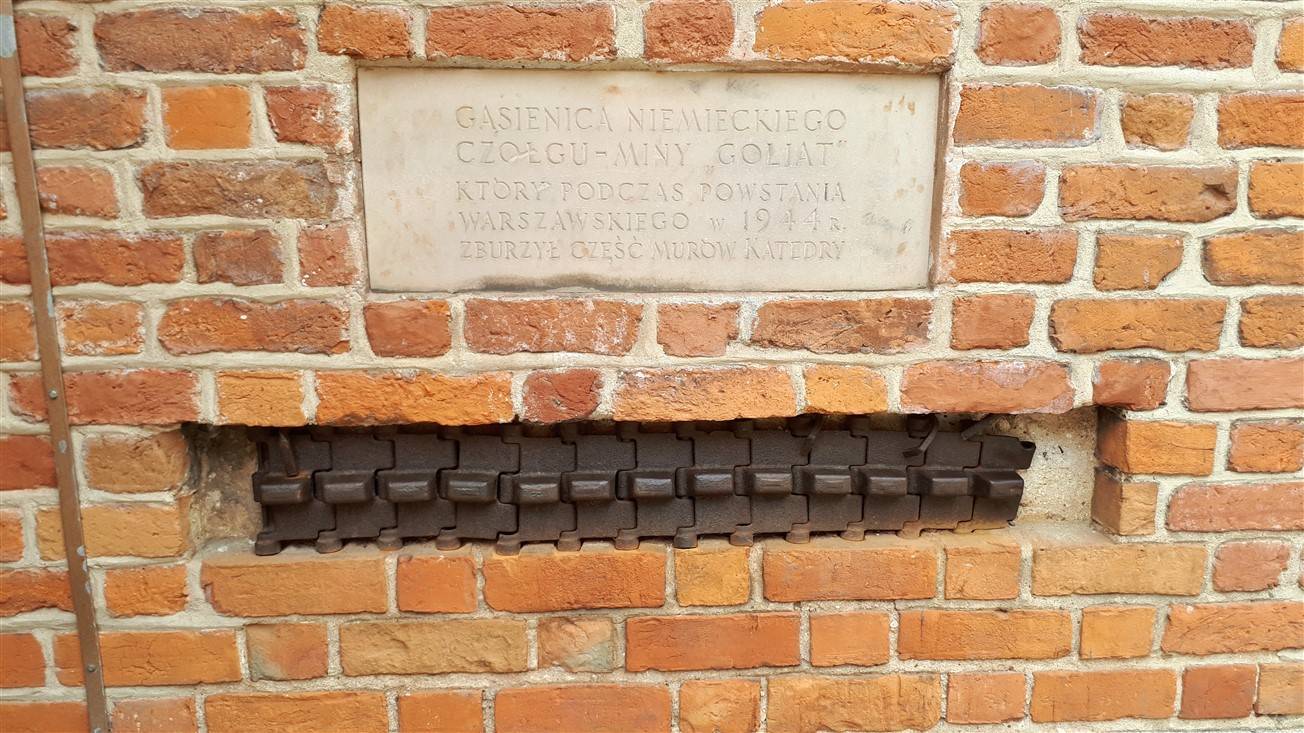 GĄSIENICA NIEMIECKIEGO
CZOŁGU-MINY „GOLIAT"
KTÓRY PODCZAS POWSTANIA
WARSZAWSKIEGO W 1944 R.
ZBURZYŁ CZĘŚĆ MURÓW KATEDRY